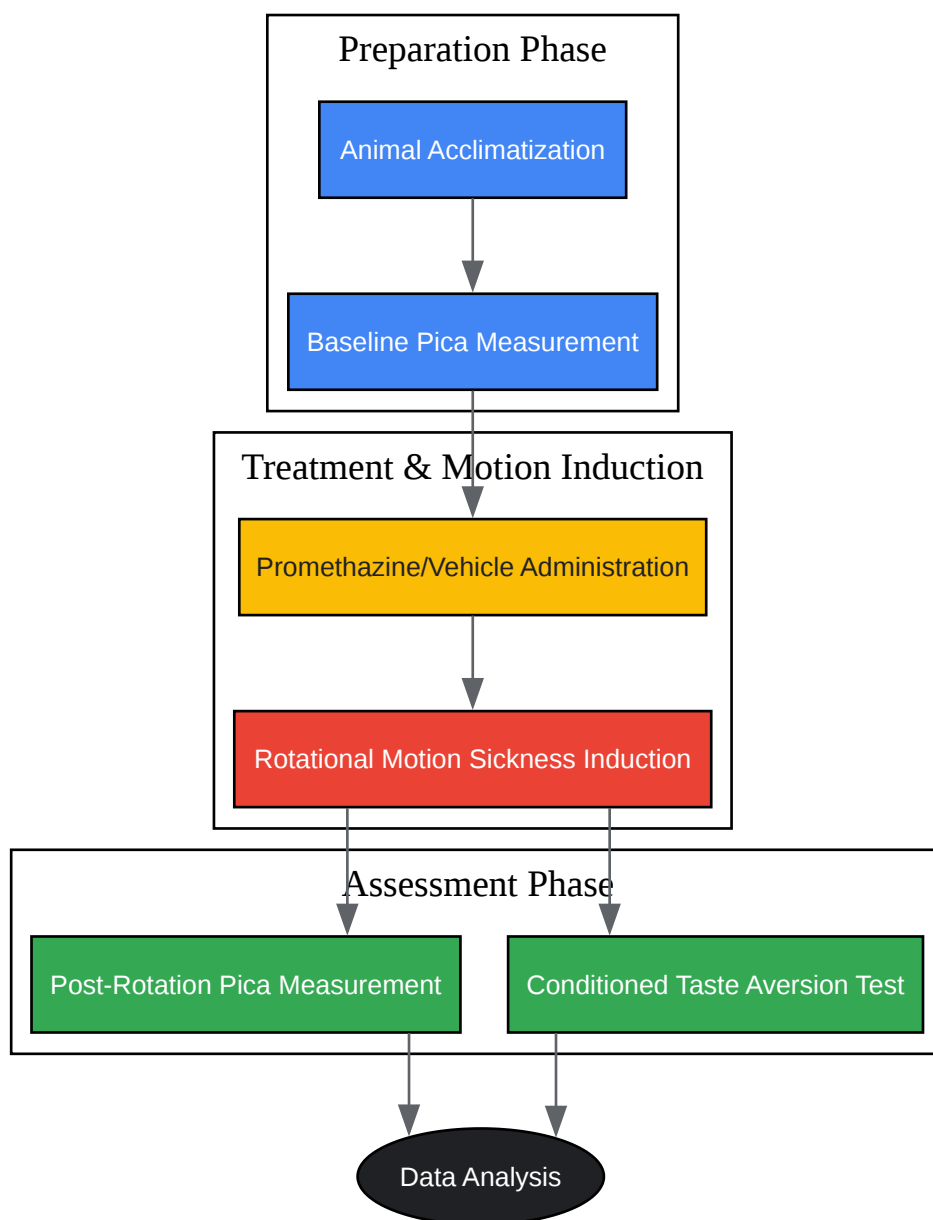 Preparation Phase
Animal Acclimatization
Baseline Pica Measurement
Treatment & Motion Induction
Promethazine/Vehicle Administration
Rotational Motion Sickness Induction
Assessment Phase
Post-Rotation Pica Measurement
Conditioned Taste Aversion Test
Data Analysis